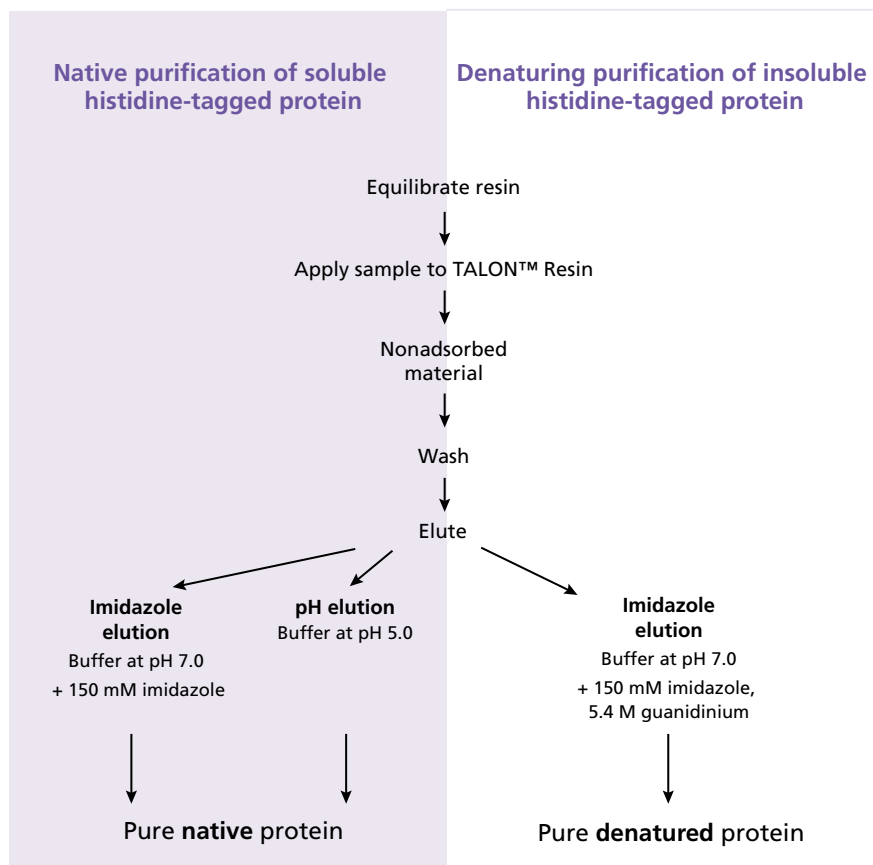 Native purification of soluble
histidine-tagged protein
Denaturing purification of insoluble
histidine-tagged protein
Equilibrate resin
Apply sample to TALON™ Resin
Nonadsorbed
material
Wash
Elute
Imidazole
elution
Buffer at pH 7.0
+ 150 mM imidazole
pH elution
Buffer at pH 5.0
Imidazole
elution
Buffer at pH 7.0
+ 150 mM imidazole,
5.4 M guanidinium
Pure native protein
Pure denatured protein